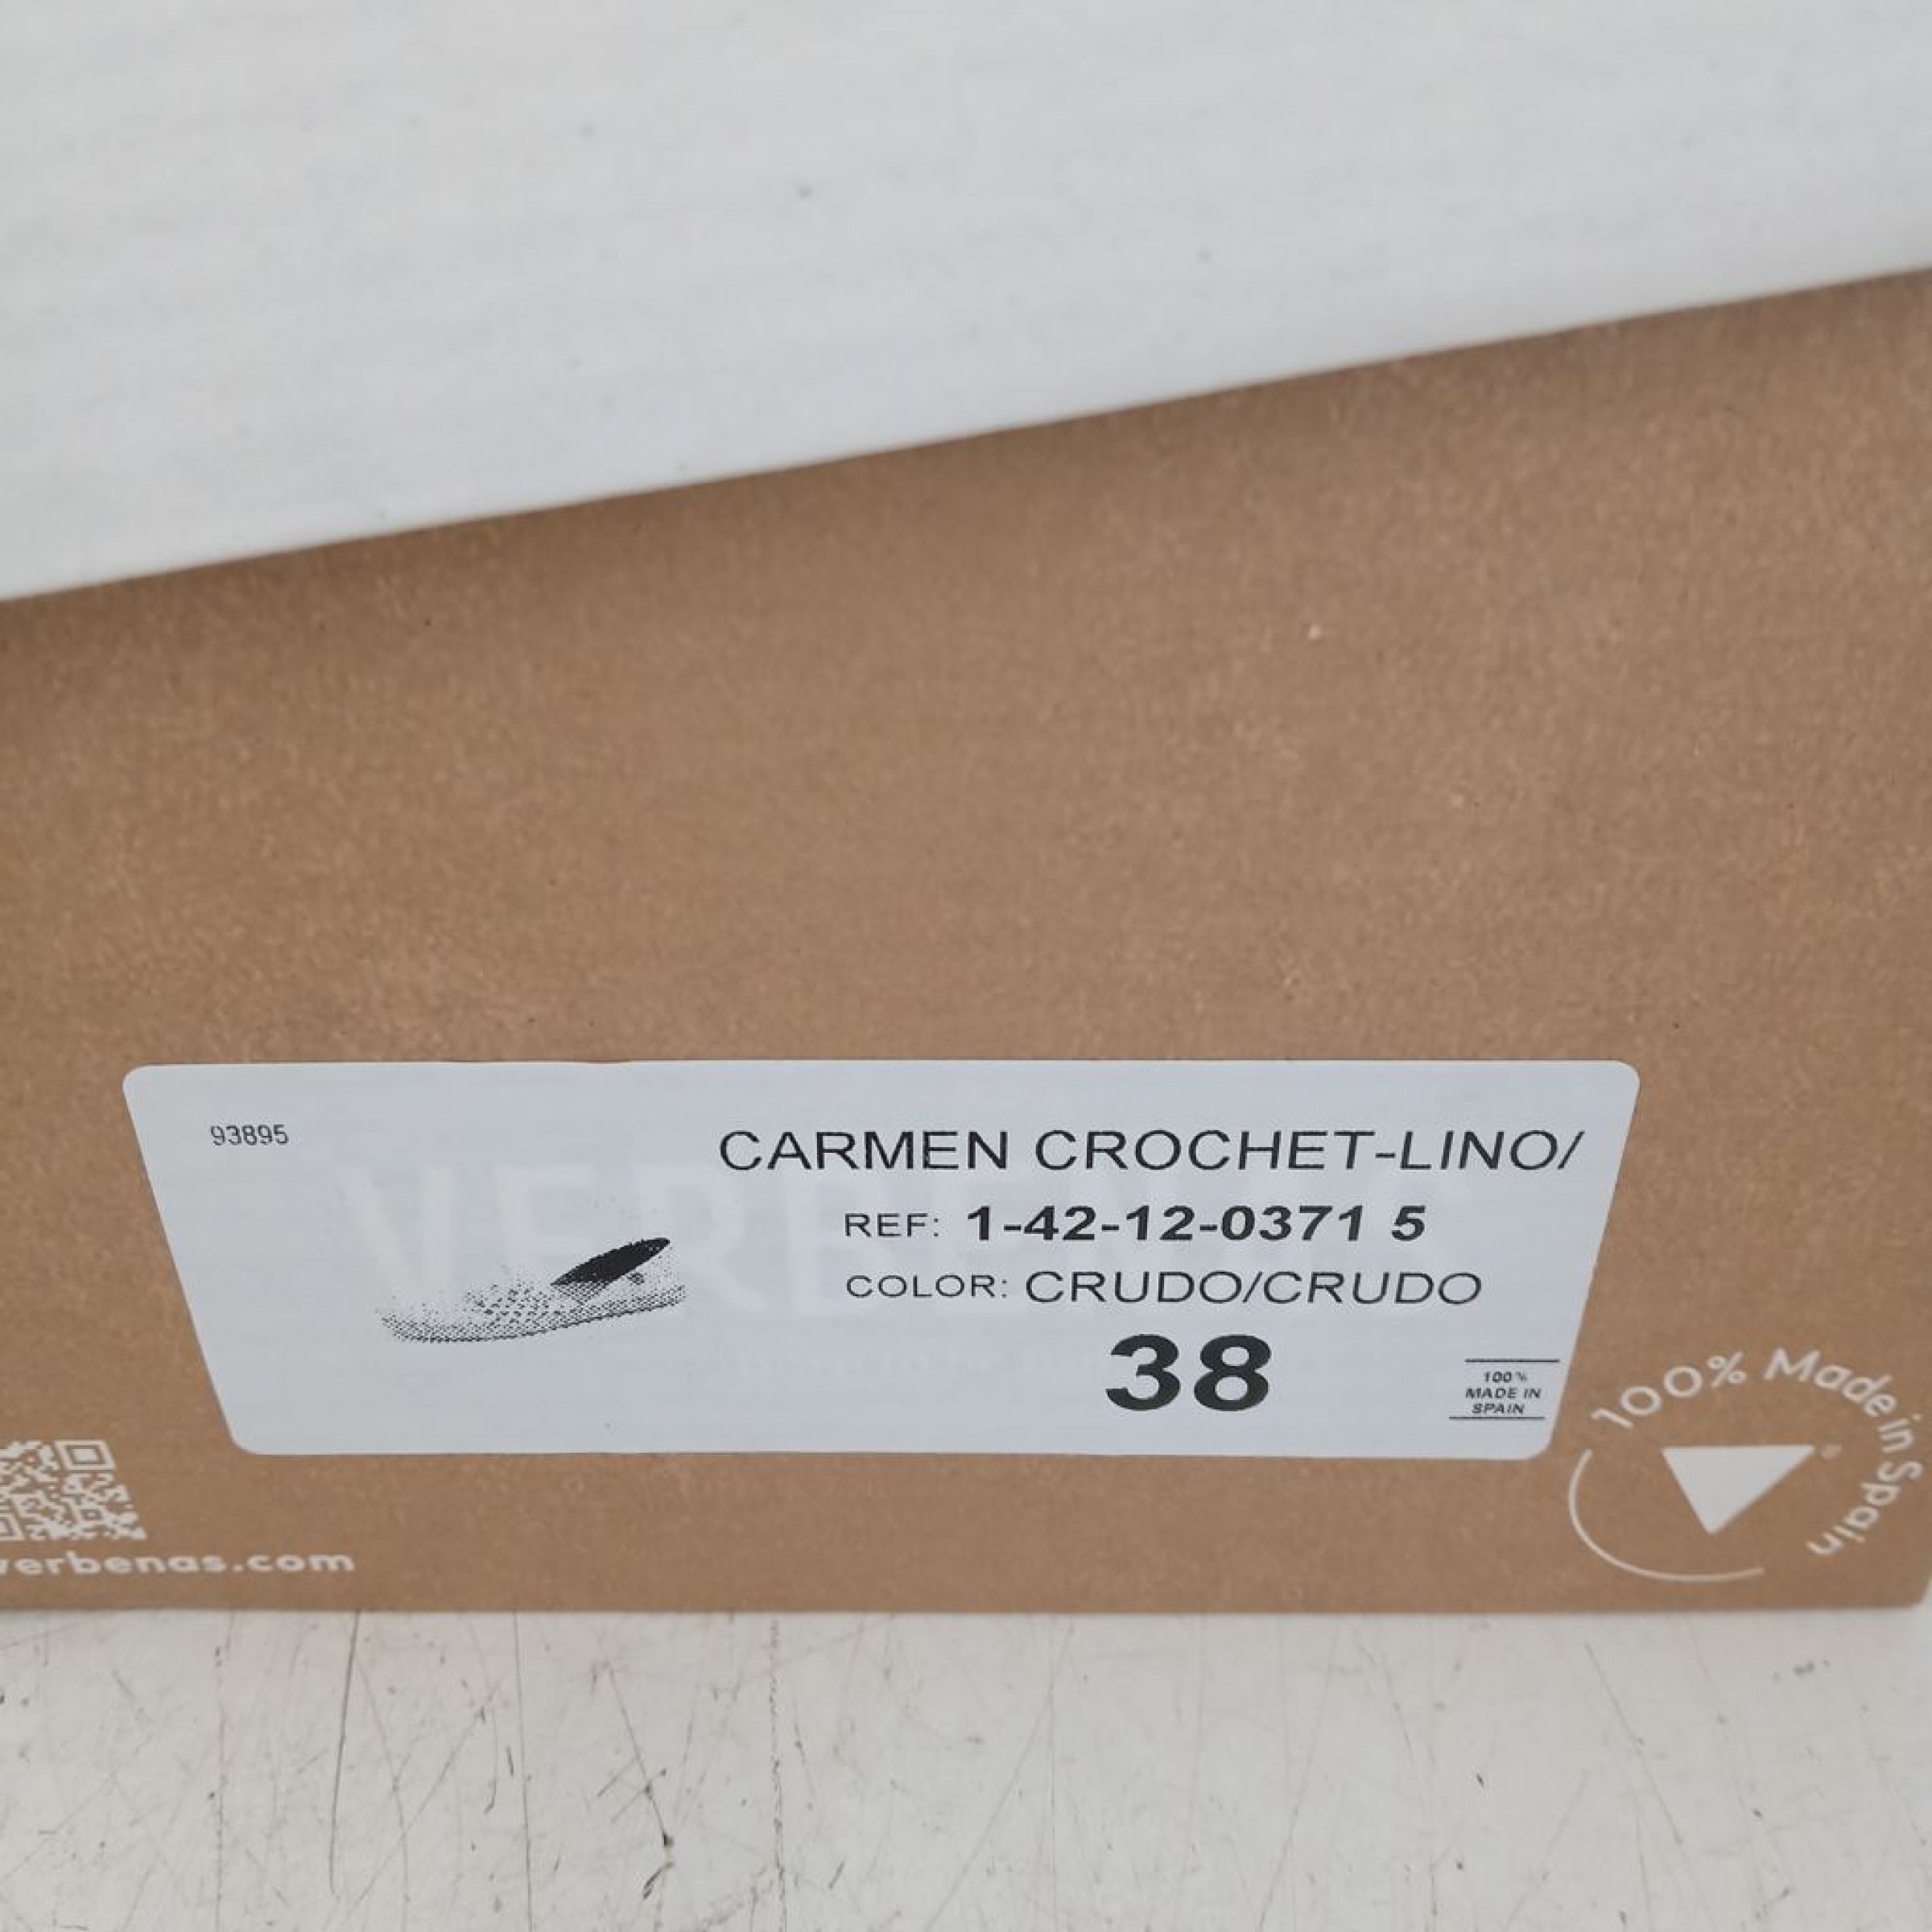 93895
CARMEN CROCHET-LINO/
REF: 1-42-12-0371 5
COLOR: CRUDO/CRUDO
38
100%
MADE IN
SPAIN
VERBENAS
100% Made in Spain
verbenas.com